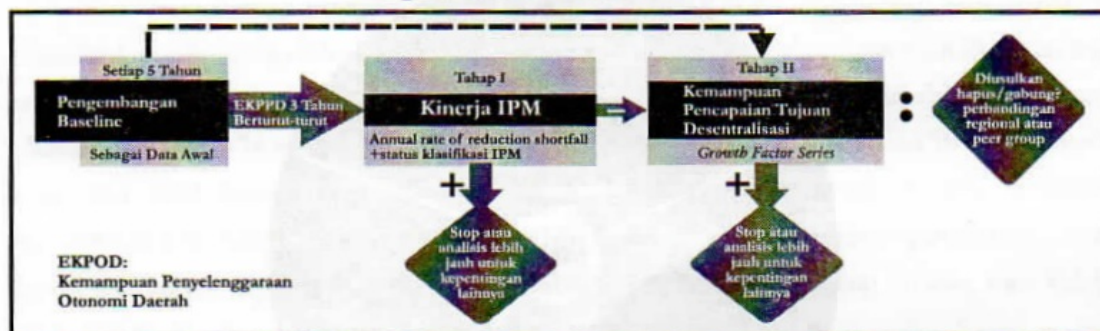 Setiap 5 Tahun
Pengembangan
Baseline
Sebagai Data Awal
EKPPD 3 Tahun
Berturut-turut
Tahap I
Kinerja IPM
Annual rate of reduction shortfall
+status klasifikasi IPM
+
Stop atau
analisis lebih
jauh untuk
kepentingan
lainnya
Tahap II
Kemampuan
Pencapaian Tujuan
Desentralisasi
Growth Factor Series
+
Stop atau
analisis lebih
jauh untuk
kepentingan
lainnya
Diusulkan
hapus/gabung?
perbandingan
regional atau
peer group
EKPOD:
Kemampuan Penyelenggaraan
Otonomi Daerah